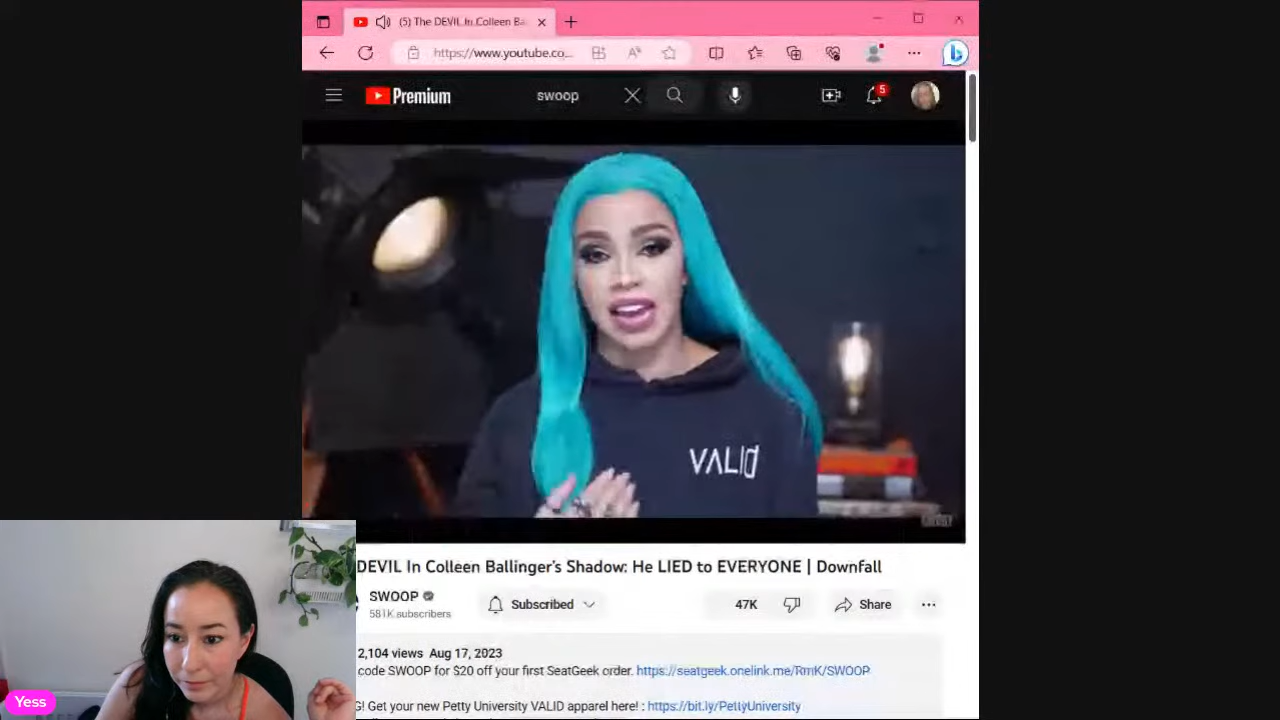 (5) The DEVIL In Colleen Ba
https://www.youtube.co...
Premium
swoop
5
VALID
DEVIL In Colleen Ballinger's Shadow: He LIED to EVERYONE | Downfall
SWOOP
581K subscribers
Subscribed
47K
Share
2,104 views Aug 17, 2023
code SWOOP for $20 off your first SeatGeek order. https://seatgeek.onelink.me/RrnK/SWOOP
! Get your new Petty University VALID apparel here! : https://bit.ly/PettyUniversity
Yess